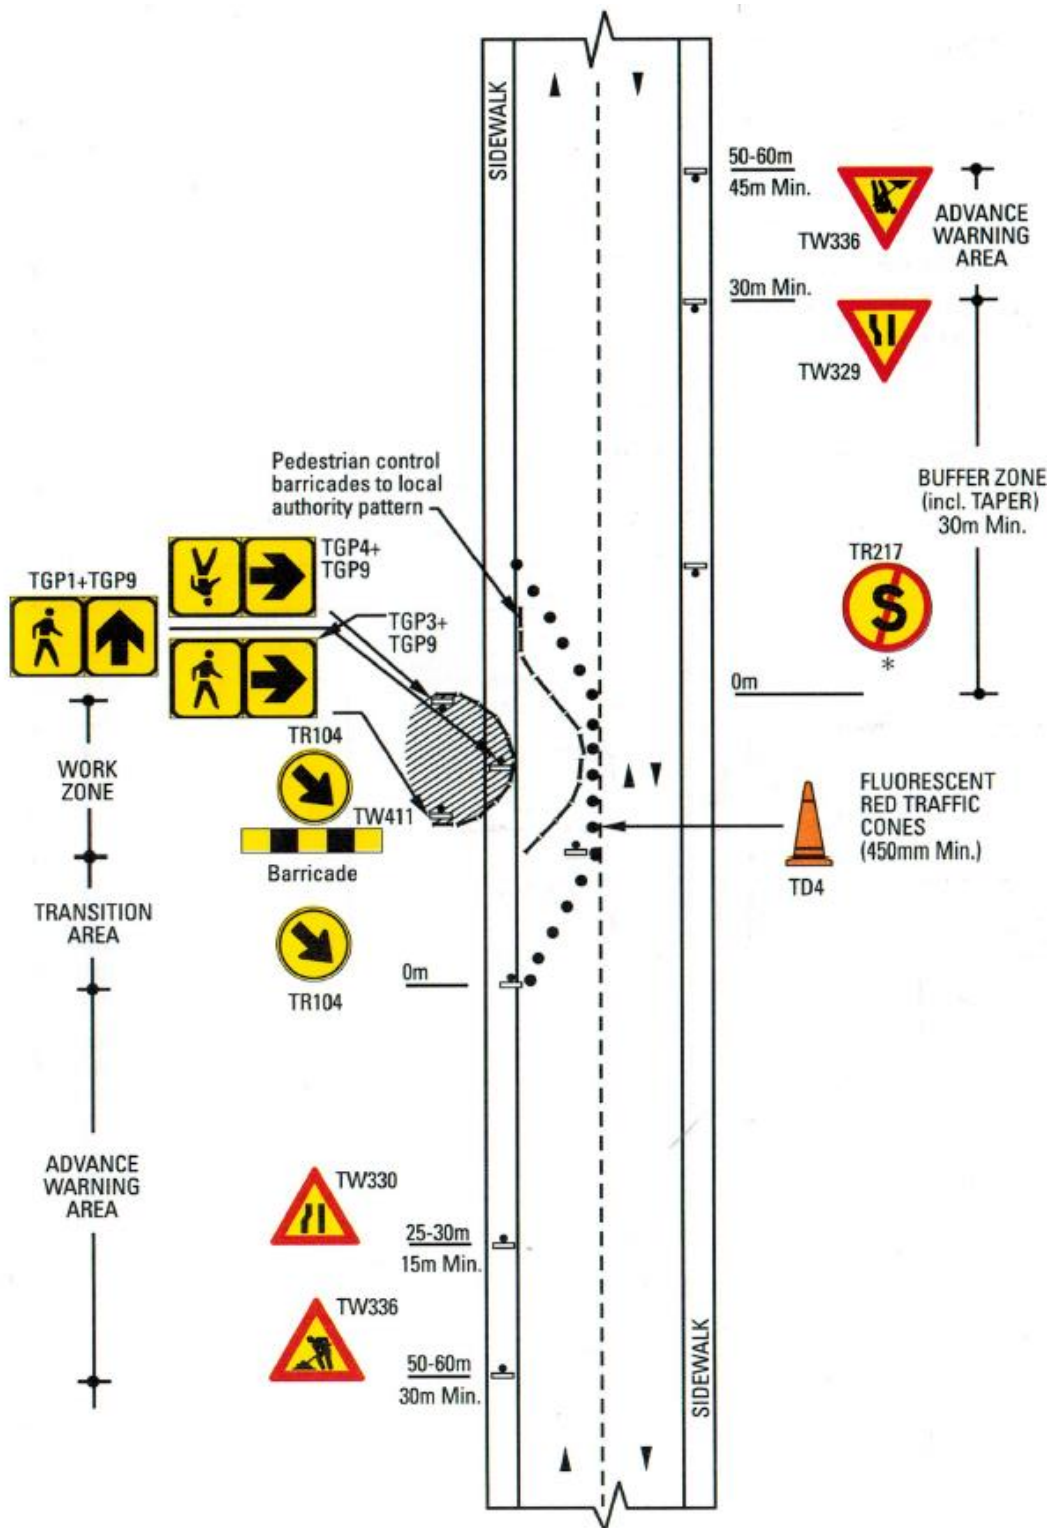 SIDEWALK
50-60m
45m Min.
TW336
ADVANCE
WARNING
AREA
30m Min.
TW329
Pedestrian control
barricades to local
authority pattern
BUFFER ZONE
(incl. TAPER)
30m Min.
TGP4+
TGP9
TR217
S
*
TGP1+TGP9
TGP3+
TGP9
0m
TR104
WORK
ZONE
TW411
FLUORESCENT
RED TRAFFIC
CONES
(450mm Min.)
Barricade
TD4
TRANSITION
AREA
0m
TR104
ADVANCE
WARNING
AREA
TW330
25-30m
15m Min.
TW336
50-60m
30m Min.
SIDEWALK